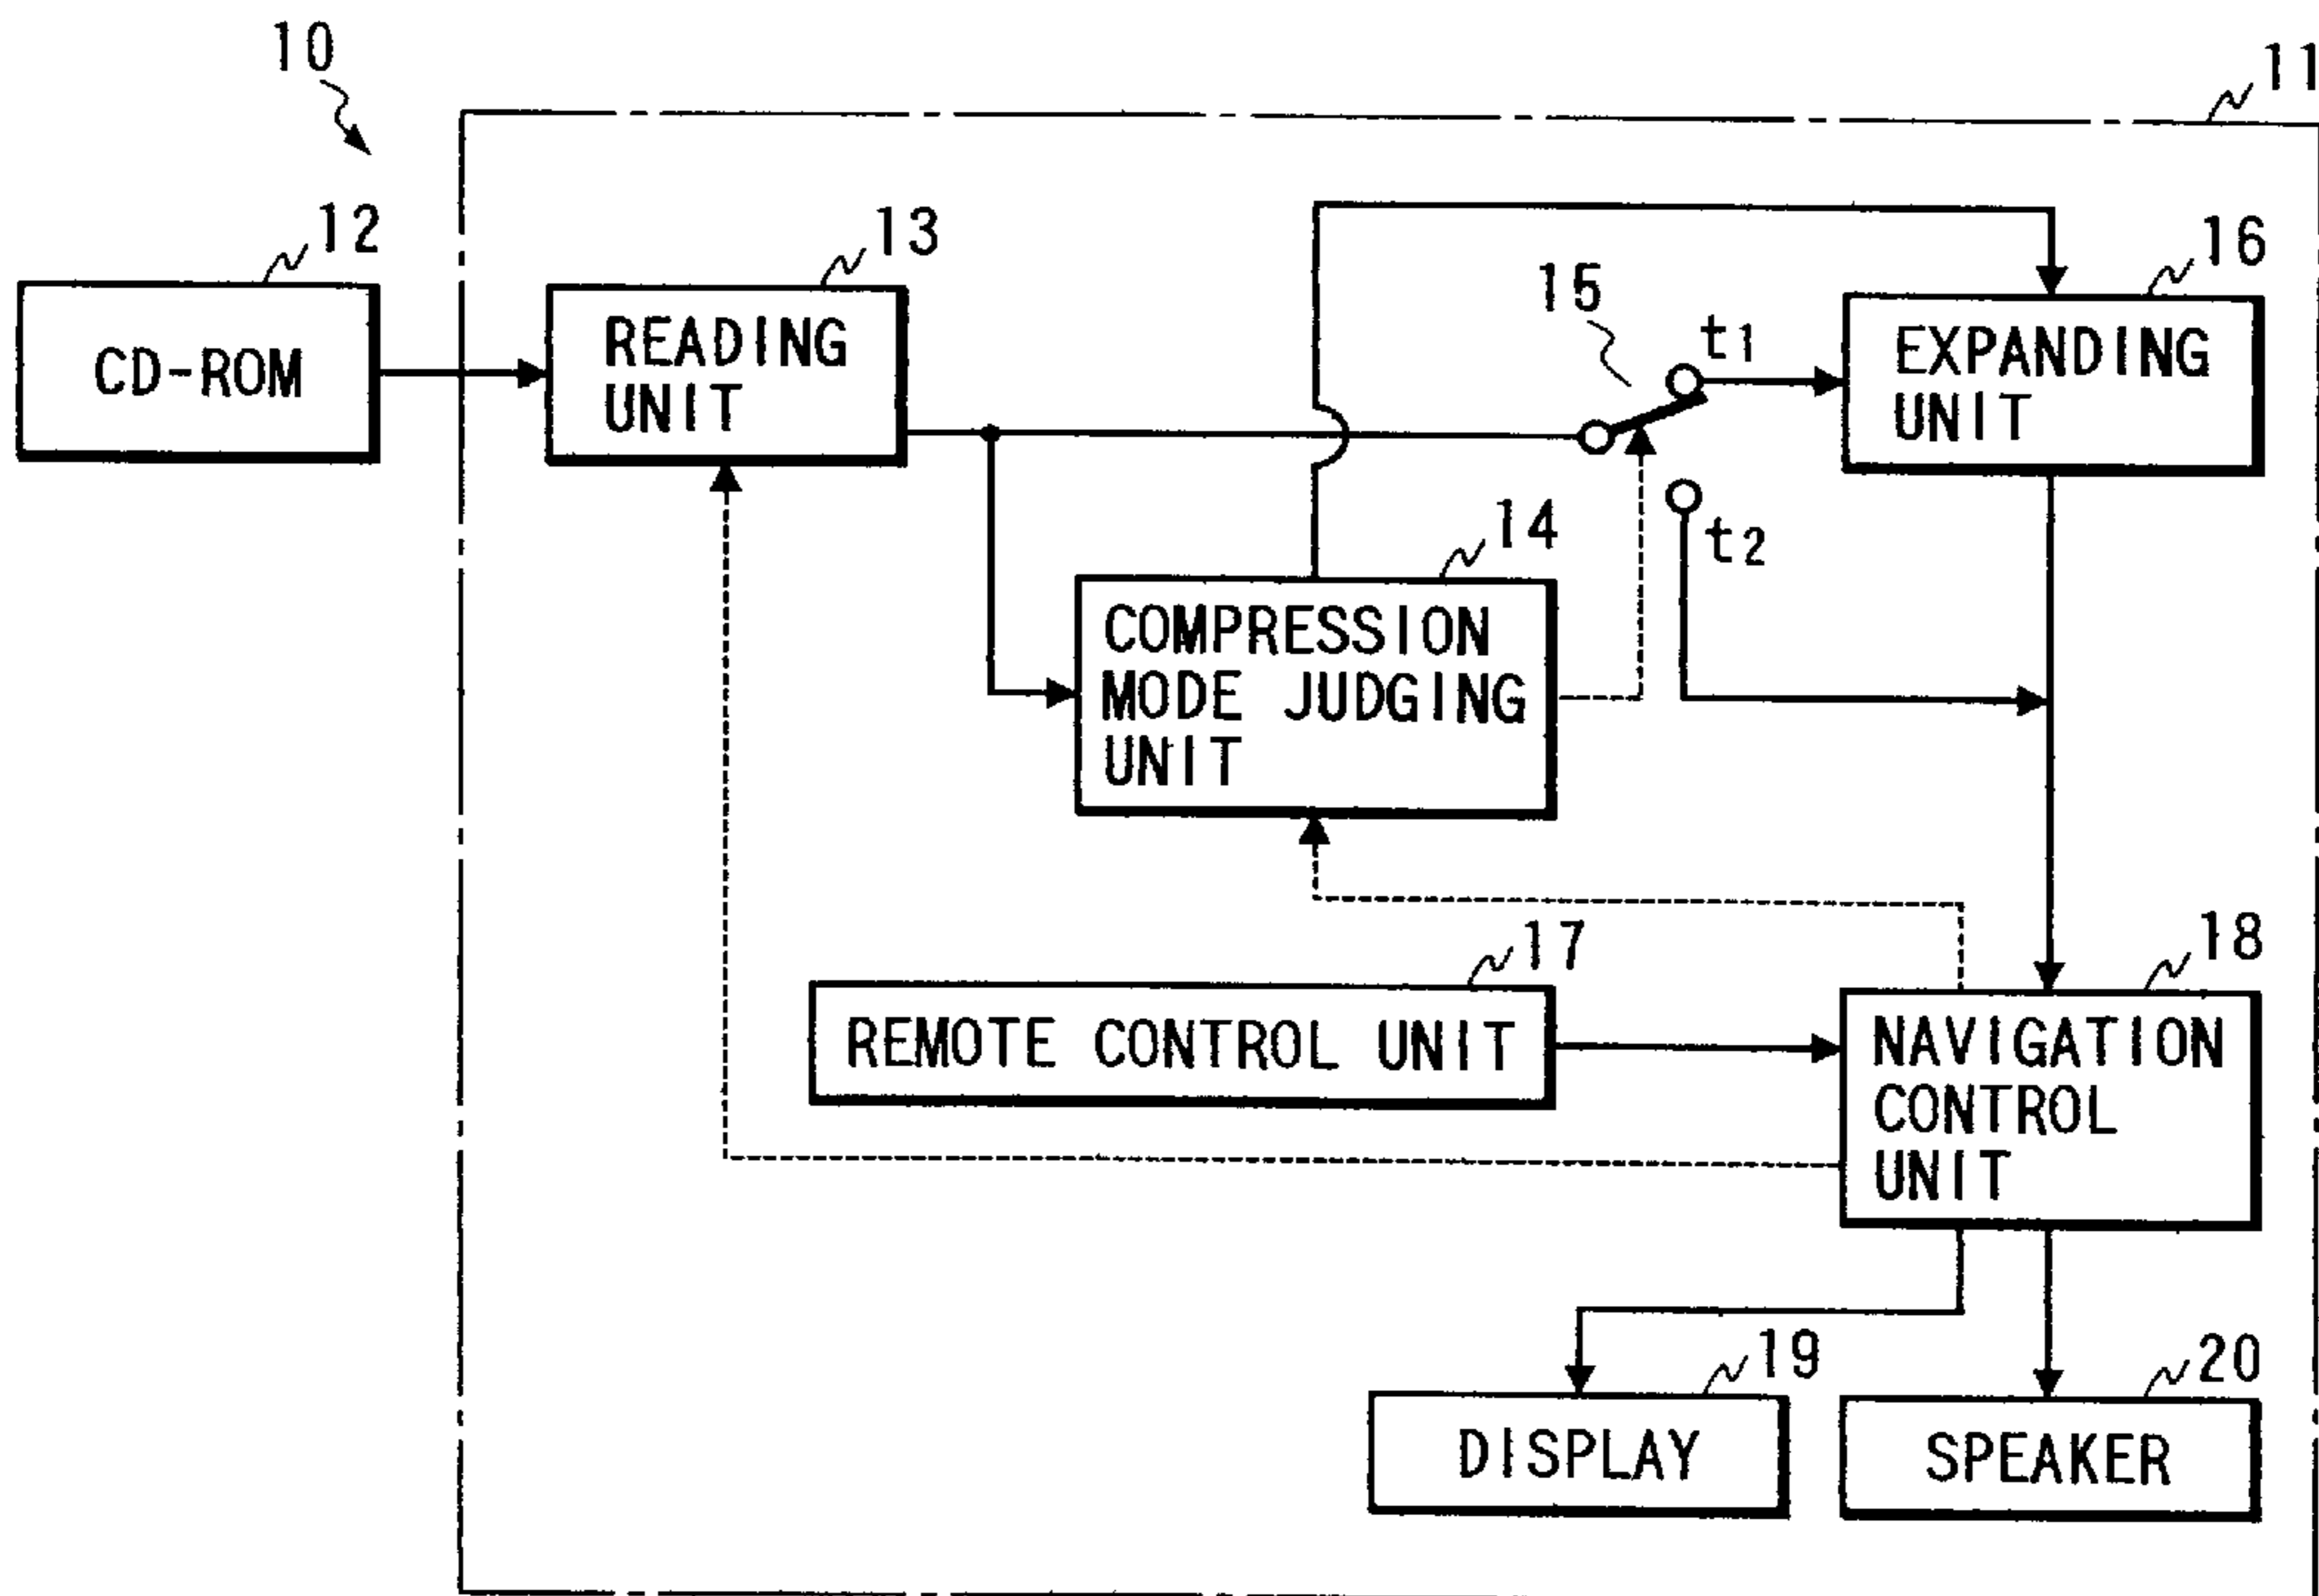 10
11
12
CD-ROM
13
READING
UNIT
15
t1
t2
16
EXPANDING
UNIT
14
COMPRESSION
MODE JUDGING
UNIT
17
REMOTE CONTROL UNIT
18
NAVIGATION
CONTROL
UNIT
19
DISPLAY
20
SPEAKER